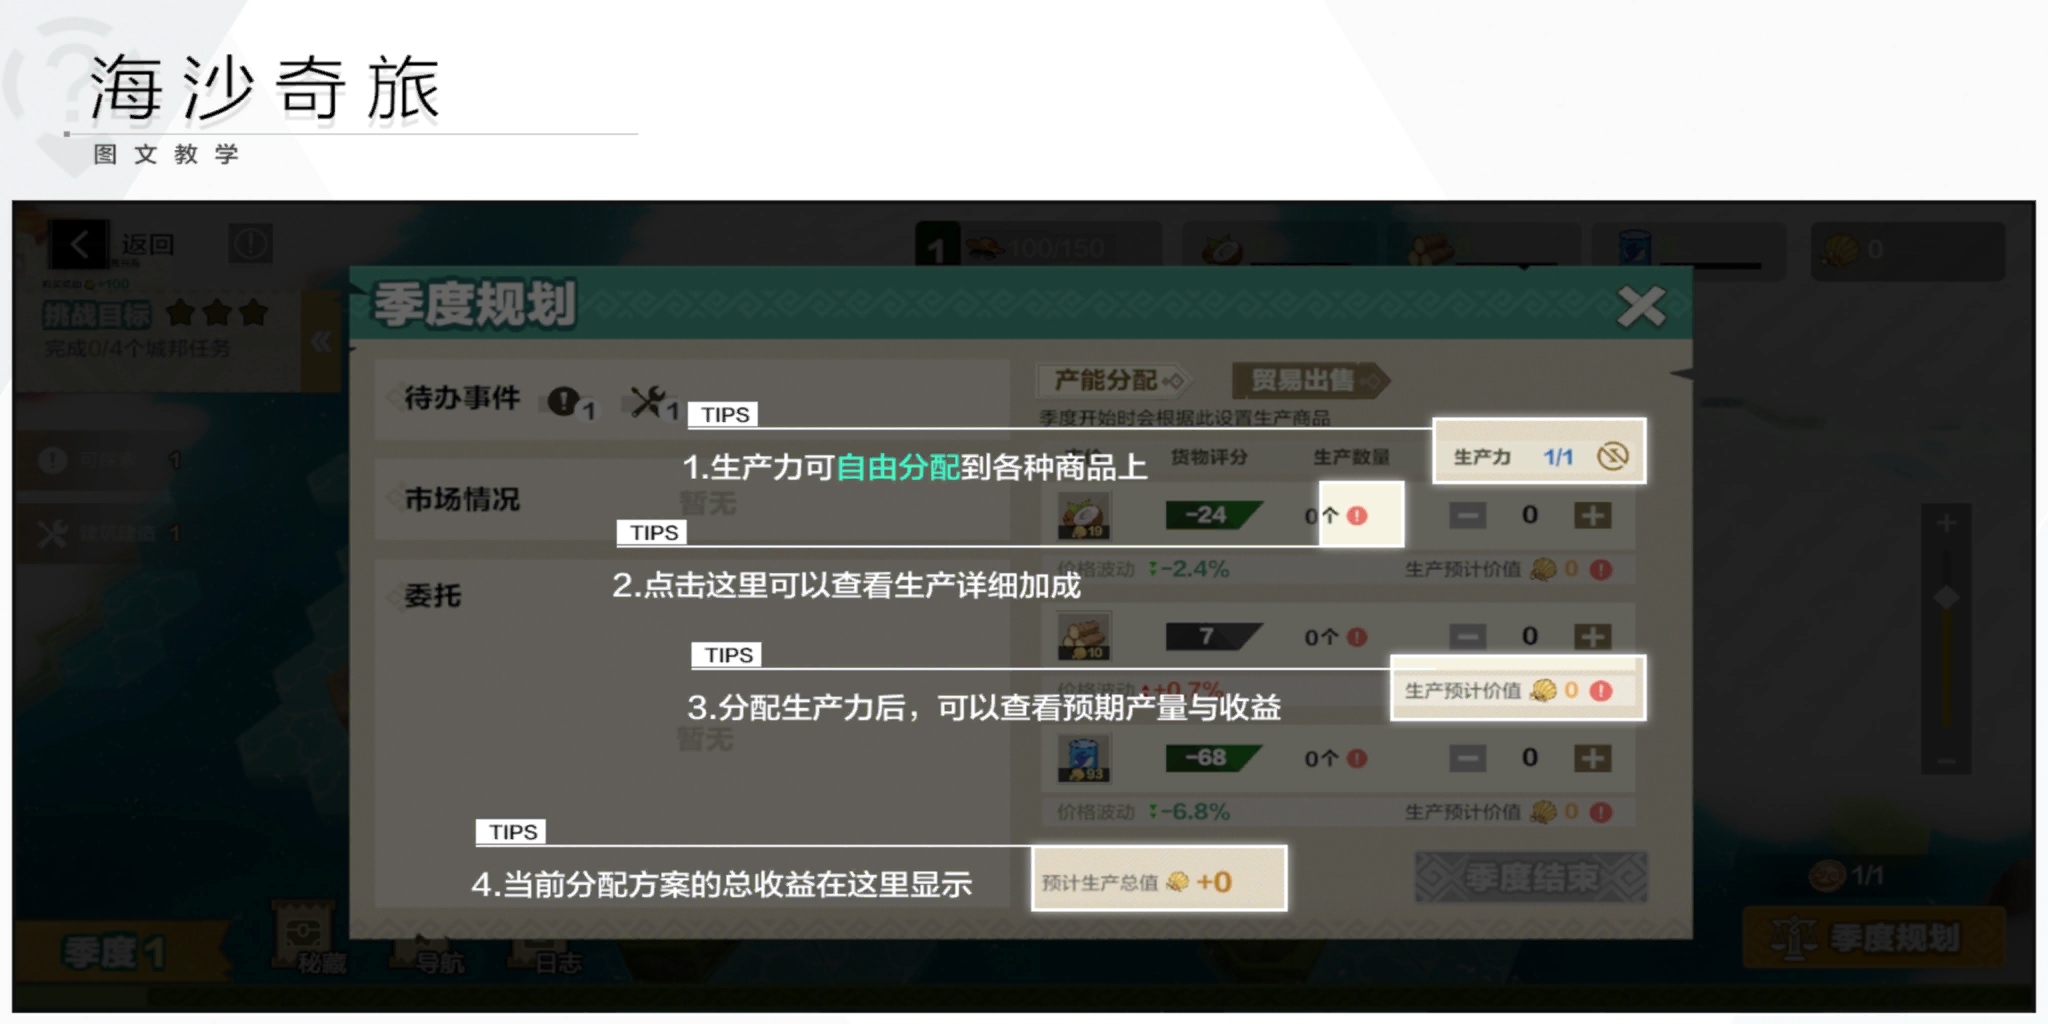 海沙奇旅
图文教学
返回
1 100/150
0
+100
挑战目标
完成0/4个城邦任务
季度规划
待办事件 1 1
产能分配 贸易出售
季度开始时会根据此设置生产商品
TIPS
1.生产力可自由分配到各种商品上
货物评分 生产数量 生产力 1/1
市场情况 暂无
19 -24 0个 0
TIPS
2.点击这里可以查看生产详细加成
价格波动 -2.4% 生产预计价值 0
委托
10 7 0个 0
TIPS
3.分配生产力后，可以查看预期产量与收益
价格波动 +0.7% 生产预计价值 0
暂无
93 -68 0个 0
价格波动 -6.8% 生产预计价值 0
TIPS
4.当前分配方案的总收益在这里显示
预计生产总值 +0
季度结束
1
建筑建造 1
1/1
季度1
秘藏
导航
日志
季度规划